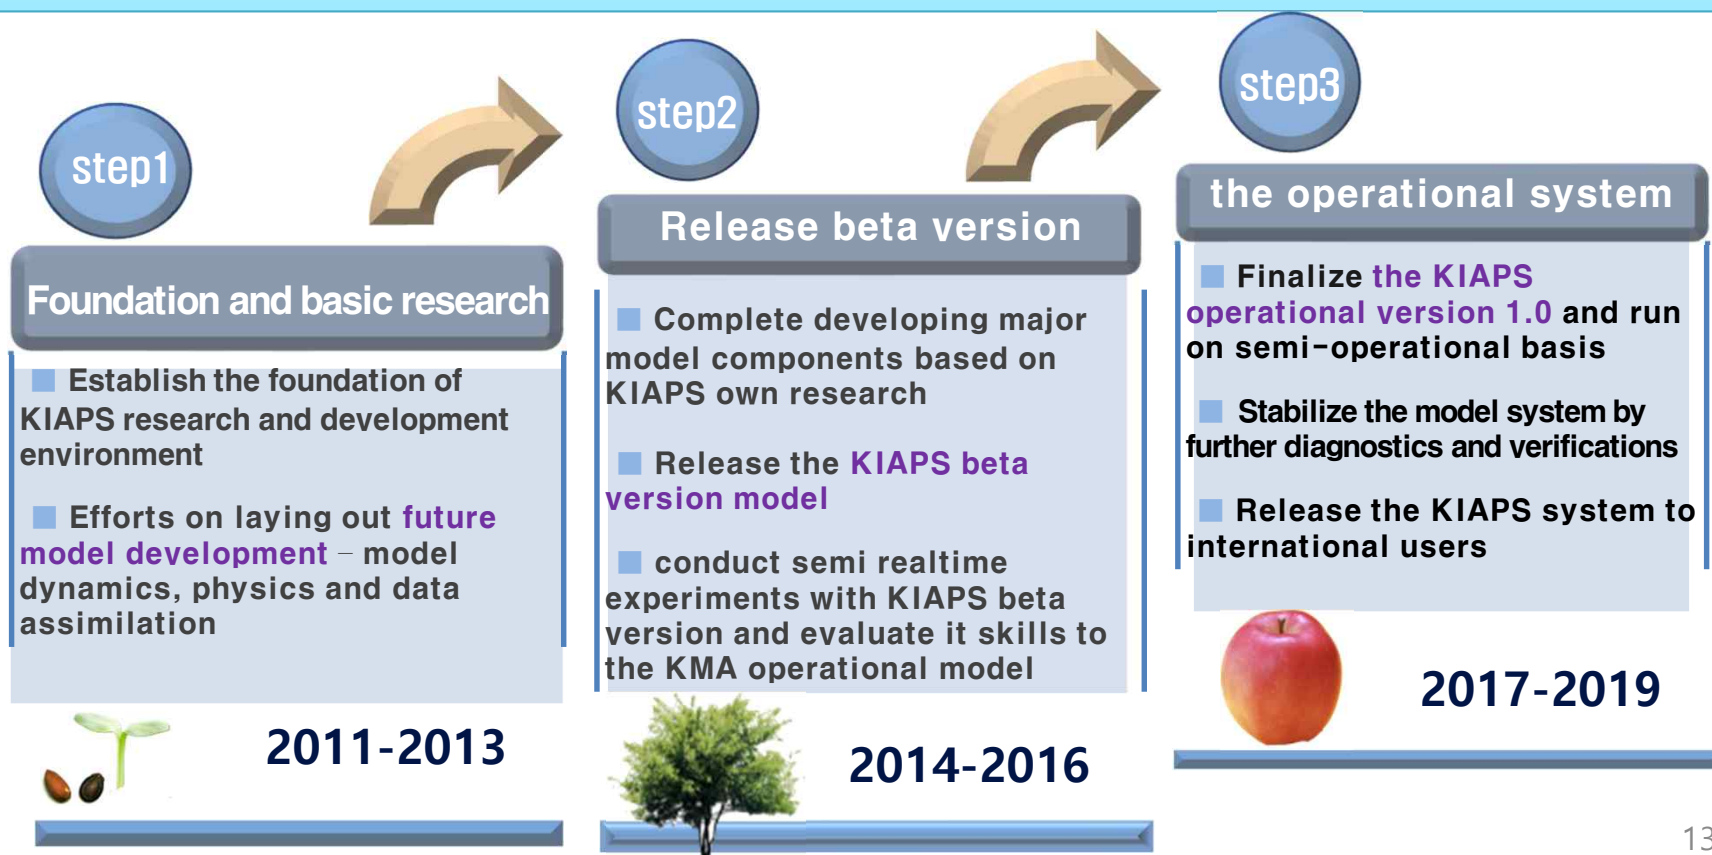 step1
Foundation and basic research
Establish the foundation of
KIAPS research and development
environment
Efforts on laying out future
model development – model
dynamics, physics and data
assimilation
2011-2013
step2
Release beta version
Complete developing major
model components based on
KIAPS own research
Release the KIAPS beta
version model
conduct semi realtime
experiments with KIAPS beta
version and evaluate it skills to
the KMA operational model
2014-2016
step3
the operational system
Finalize the KIAPS
operational version 1.0 and run
on semi-operational basis
Stabilize the model system by
further diagnostics and verifications
Release the KIAPS system to
international users
2017-2019
13